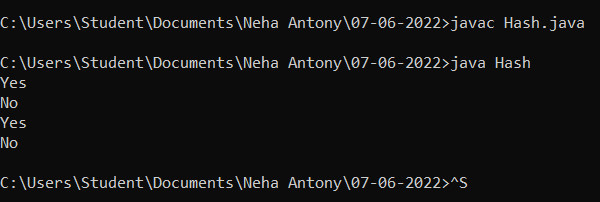 C:\Users\Student\Documents\Neha Antony\07-06-2022>javac Hash.java
C:\Users\Student\Documents\Neha Antony\07-06-2022>java Hash
Yes
No
Yes
No
C:\Users\Student\Documents\Neha Antony\07-06-2022>^S